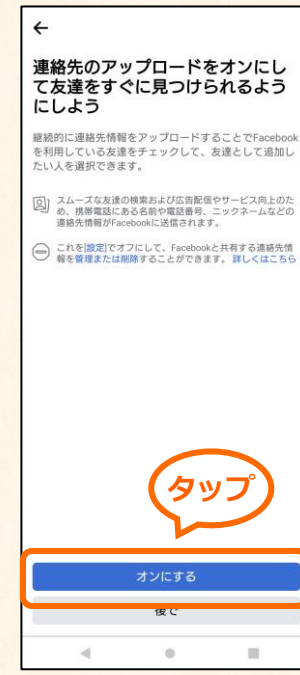 連絡先のアップロードをオンにし
て友達をすぐに見つけられるよう
にしよう
継続的に連絡先情報をアップロードすることでFacebook
を利用している友達をチェックして、友達として追加し
たい人を選択できます。
スムーズな友達の検索および広告配信やサービス向上のた
め、携帯電話にある名前や電話番号、ニックネームなどの
連絡先情報がFacebookに送信されます。
これを[設定]でオフにして、Facebookと共有する連絡先情
報を管理または削除することができます。詳しくはこちら
タップ
オンにする
後で